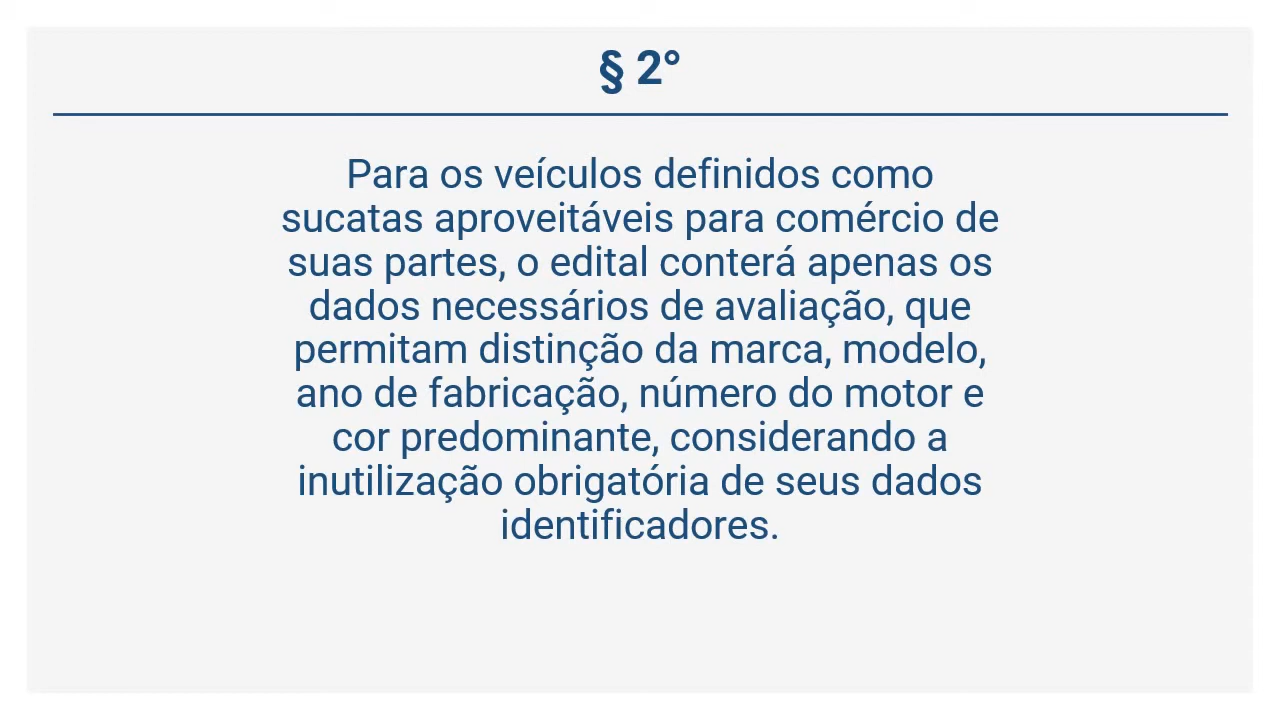 § 2°
Para os veículos definidos como
sucatas aproveitáveis para comércio de
suas partes, o edital conterá apenas os
dados necessários de avaliação, que
permitam distinção da marca, modelo,
ano de fabricação, número do motor e
cor predominante, considerando a
inutilização obrigatória de seus dados
identificadores.